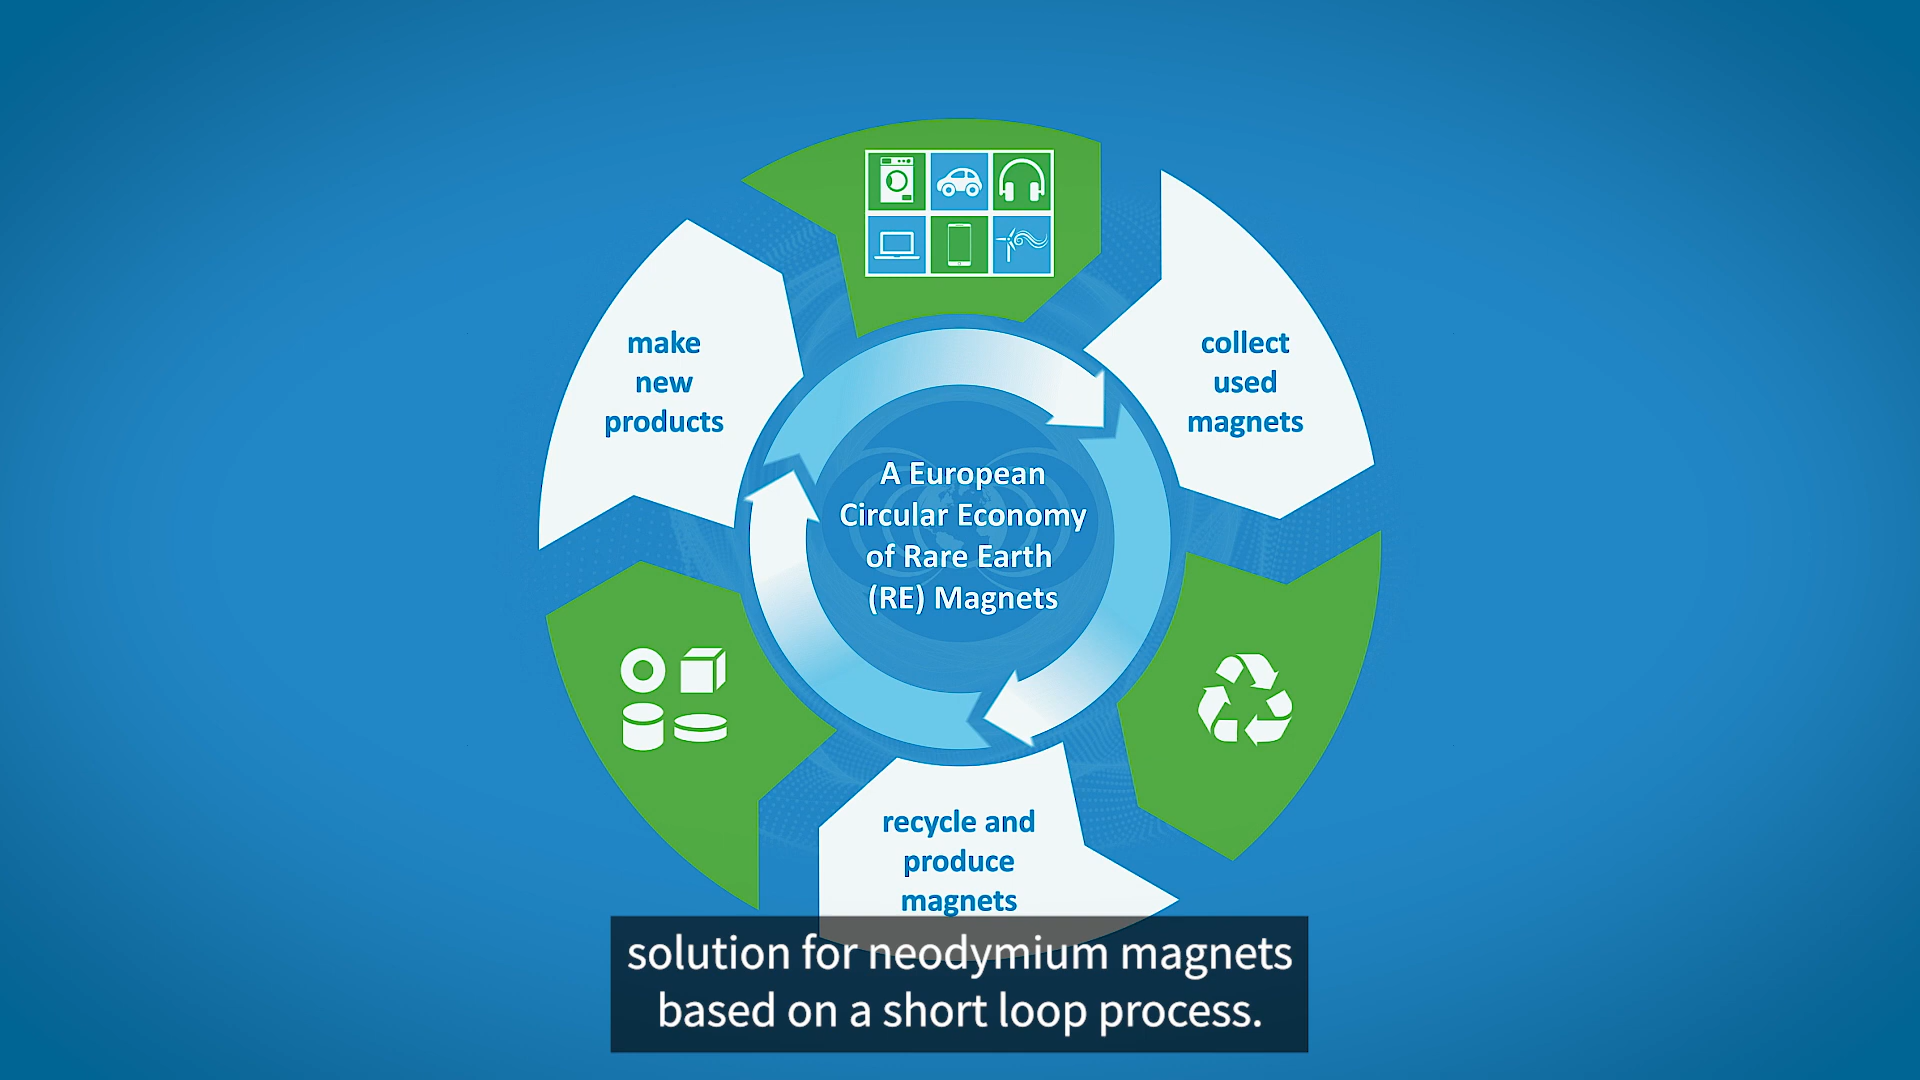 make
new
products
collect
used
magnets
A European
Circular Economy
of Rare Earth
(RE) Magnets
recycle and
produce
magnets
solution for neodymium magnets
based on a short loop process.